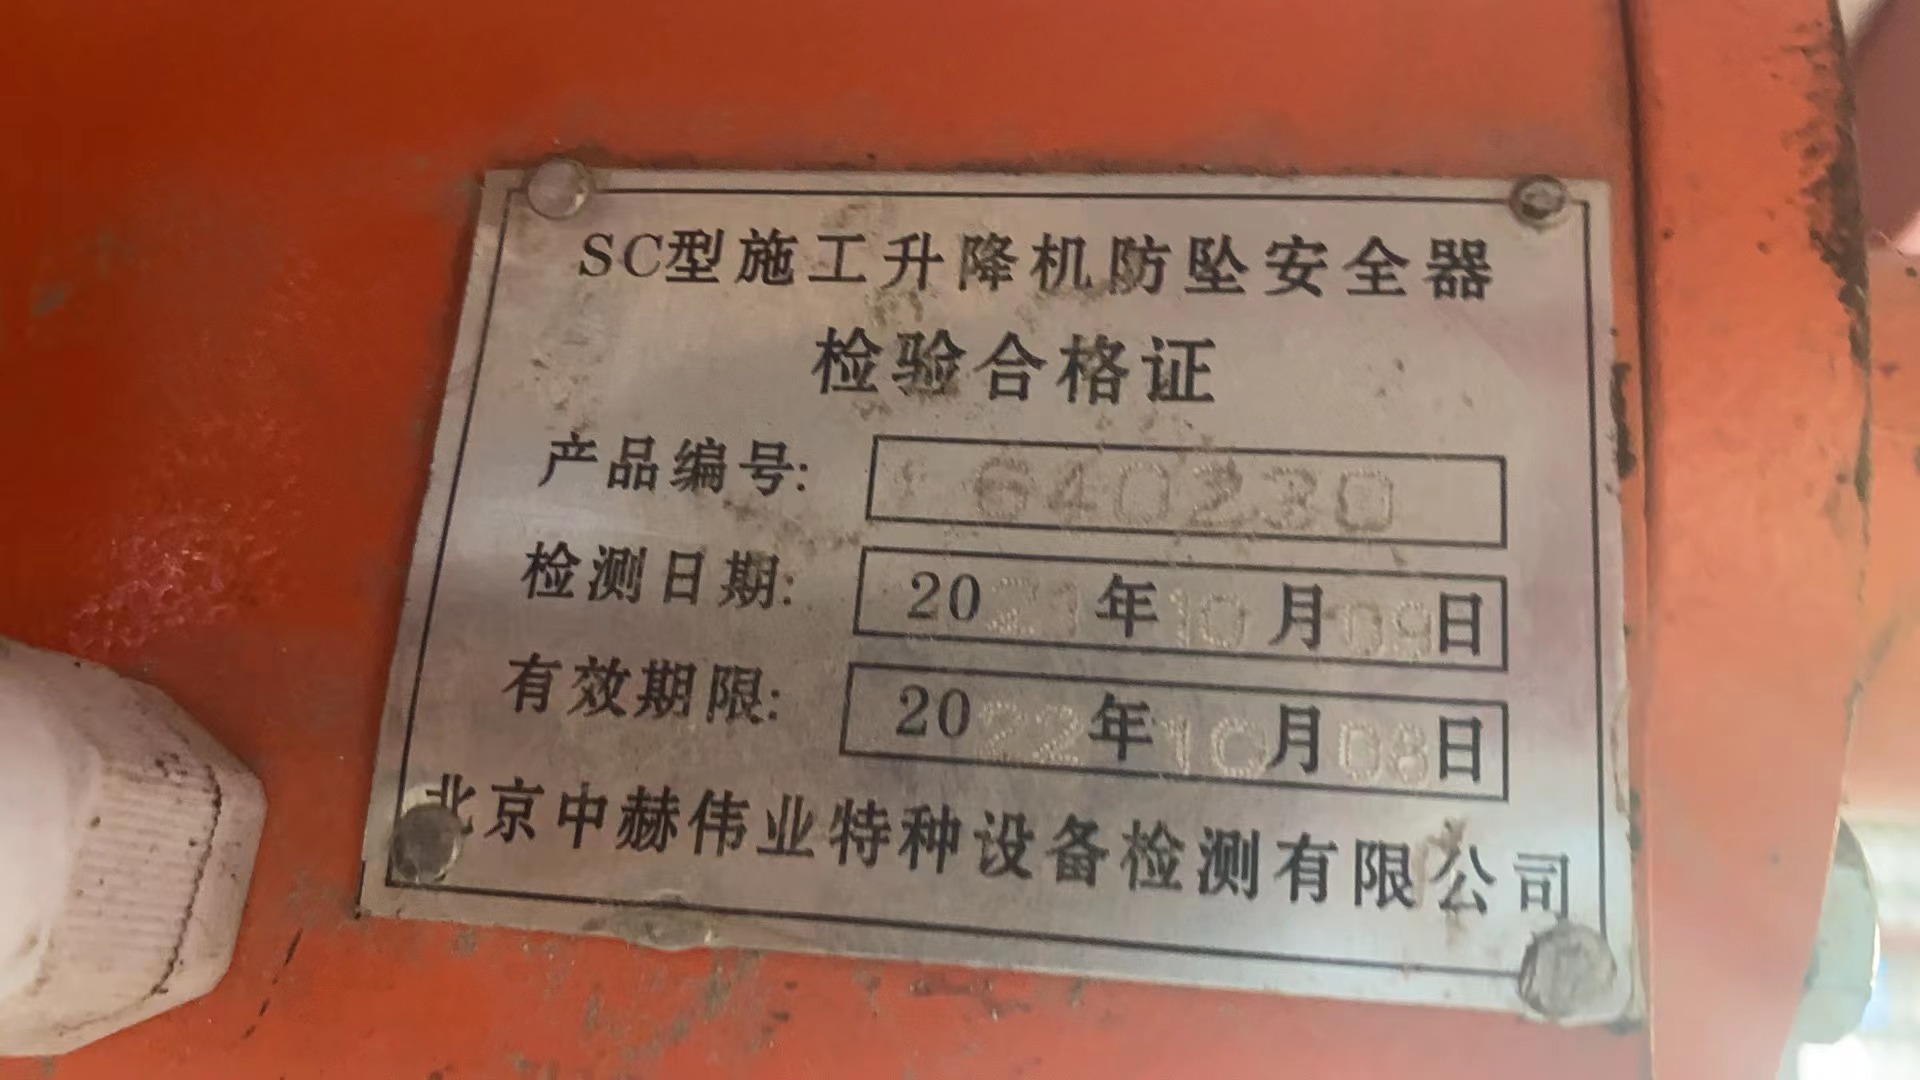 SC型施工升降机防坠安全器
检验合格证
产品编号: 640230
检测日期: 2021年10月09日
有效期限: 2022年10月08日
北京中赫伟业特种设备检测有限公司